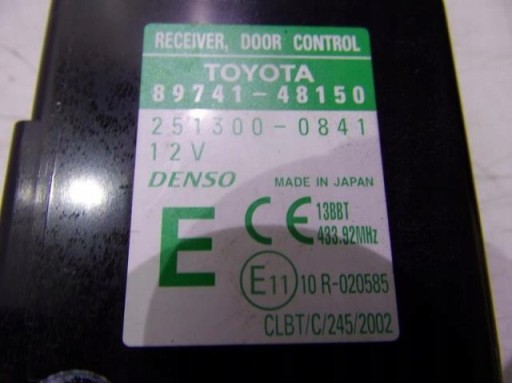 RECEIVER, DOOR CONTROL
TOYOTA
89741-48150
251300-0841
12V
DENSO MADE IN JAPAN
E CE 13BBT
433.92MHz
E11 10 R-020585
CLBT/C/245/2002